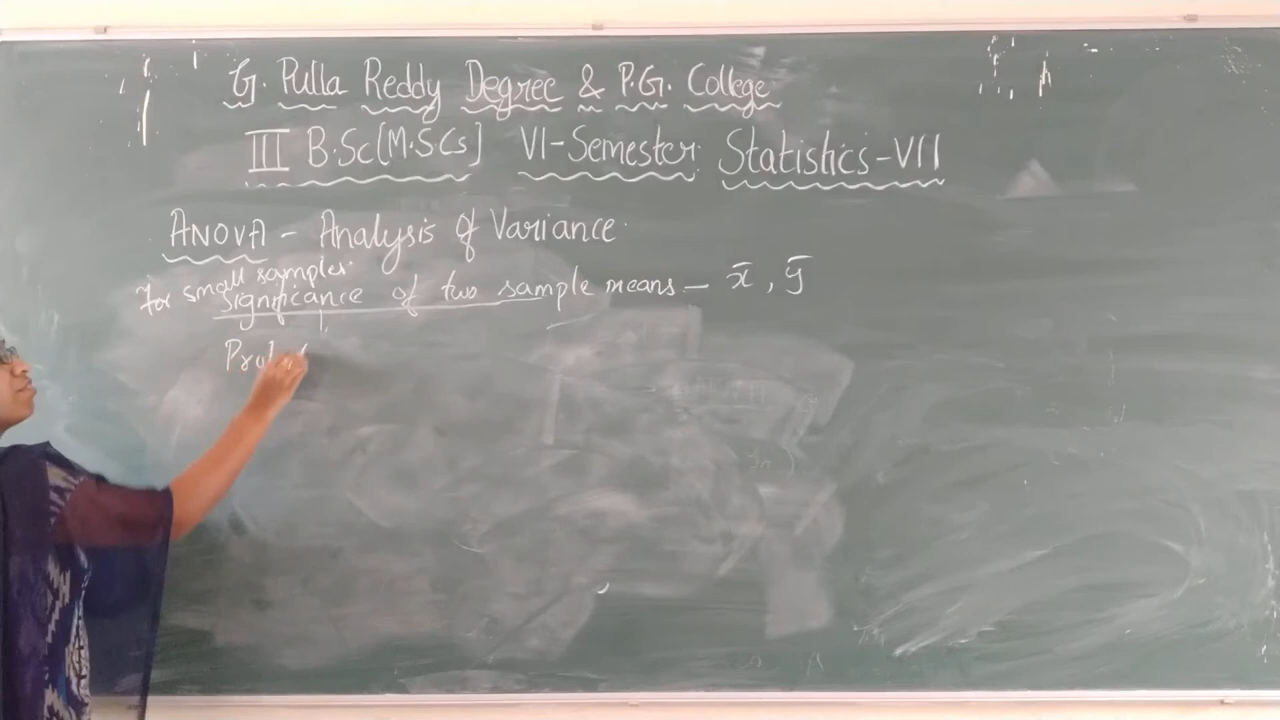 G. Pulla Reddy Degree & P.G. College
III B.Sc(M.SCs) VI-Semester Statistics-VII
ANOVA - Analysis of Variance
For small samples
Significance of two sample means - x̄, ȳ